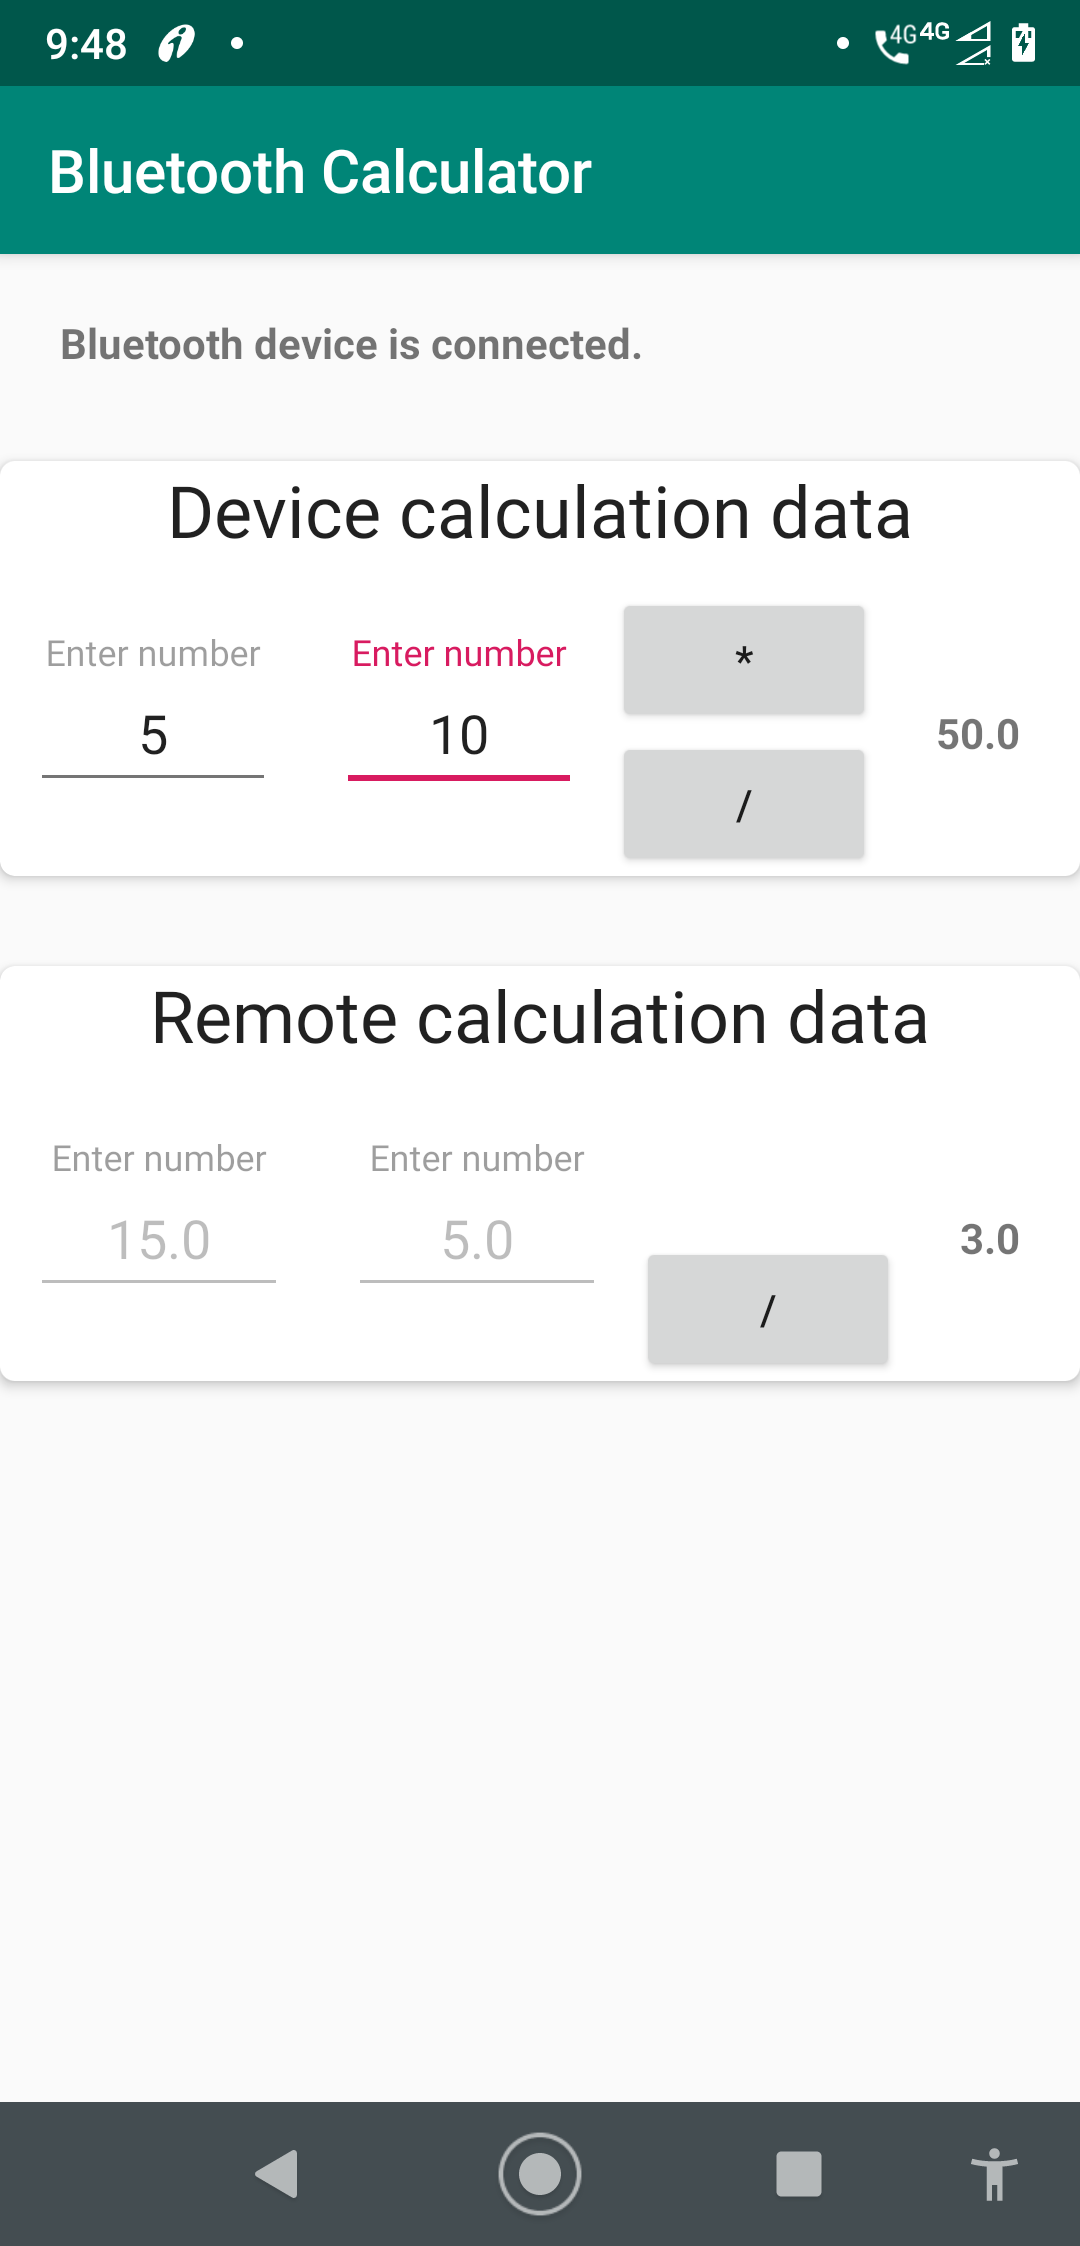 9:48
4G 4G
Bluetooth Calculator
Bluetooth device is connected.
Device calculation data
Enter number Enter number
*
5 10 50.0
/
Remote calculation data
Enter number Enter number
15.0 5.0 3.0
/